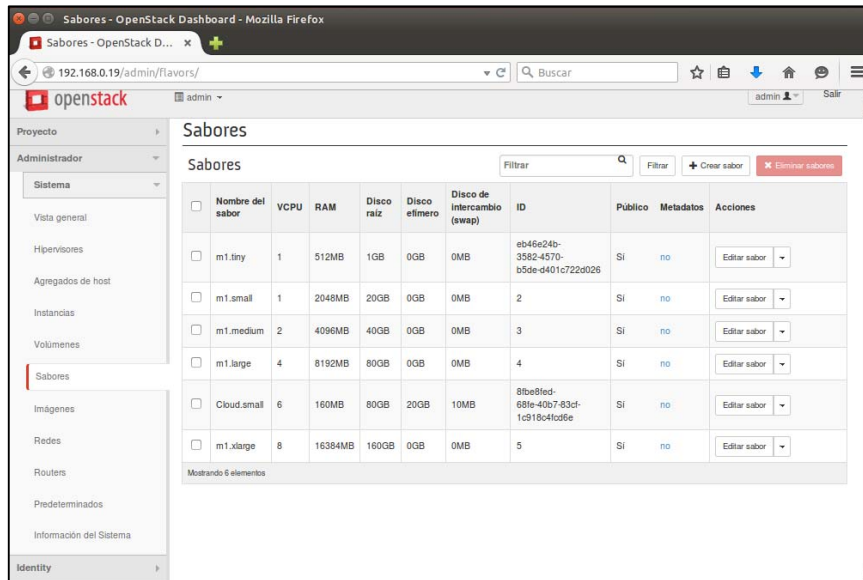 Sabores - OpenStack Dashboard - Mozilla Firefox
Sabores - OpenStack D...
192.168.0.19/admin/flavors/
Buscar
openstack
admin
admin
Salir
Proyecto
Administrador
Sistema
Vista general
Hipervisores
Agregados de host
Instancias
Volúmenes
Sabores
Imágenes
Redes
Routers
Predeterminados
Información del Sistema
Identity
Sabores
Sabores
Filtrar
Filtrar
Crear sabor
Eliminar sabores
Nombre del sabor VCPU RAM Disco raíz Disco efímero Disco de intercambio (swap) ID Público Metadatos Acciones
m1.tiny 1 512MB 1GB 0GB 0MB eb46e24b-3582-4570-b5de-d401c722d026 Sí no Editar sabor
m1.small 1 2048MB 20GB 0GB 0MB 2 Sí no Editar sabor
m1.medium 2 4096MB 40GB 0GB 0MB 3 Sí no Editar sabor
m1.large 4 8192MB 80GB 0GB 0MB 4 Sí no Editar sabor
Cloud.small 6 160MB 80GB 20GB 10MB 8fbe8fed-68fe-40b7-83cf-1c918c4fcd6e Sí no Editar sabor
m1.xlarge 8 16384MB 160GB 0GB 0MB 5 Sí no Editar sabor
Mostrando 6 elementos